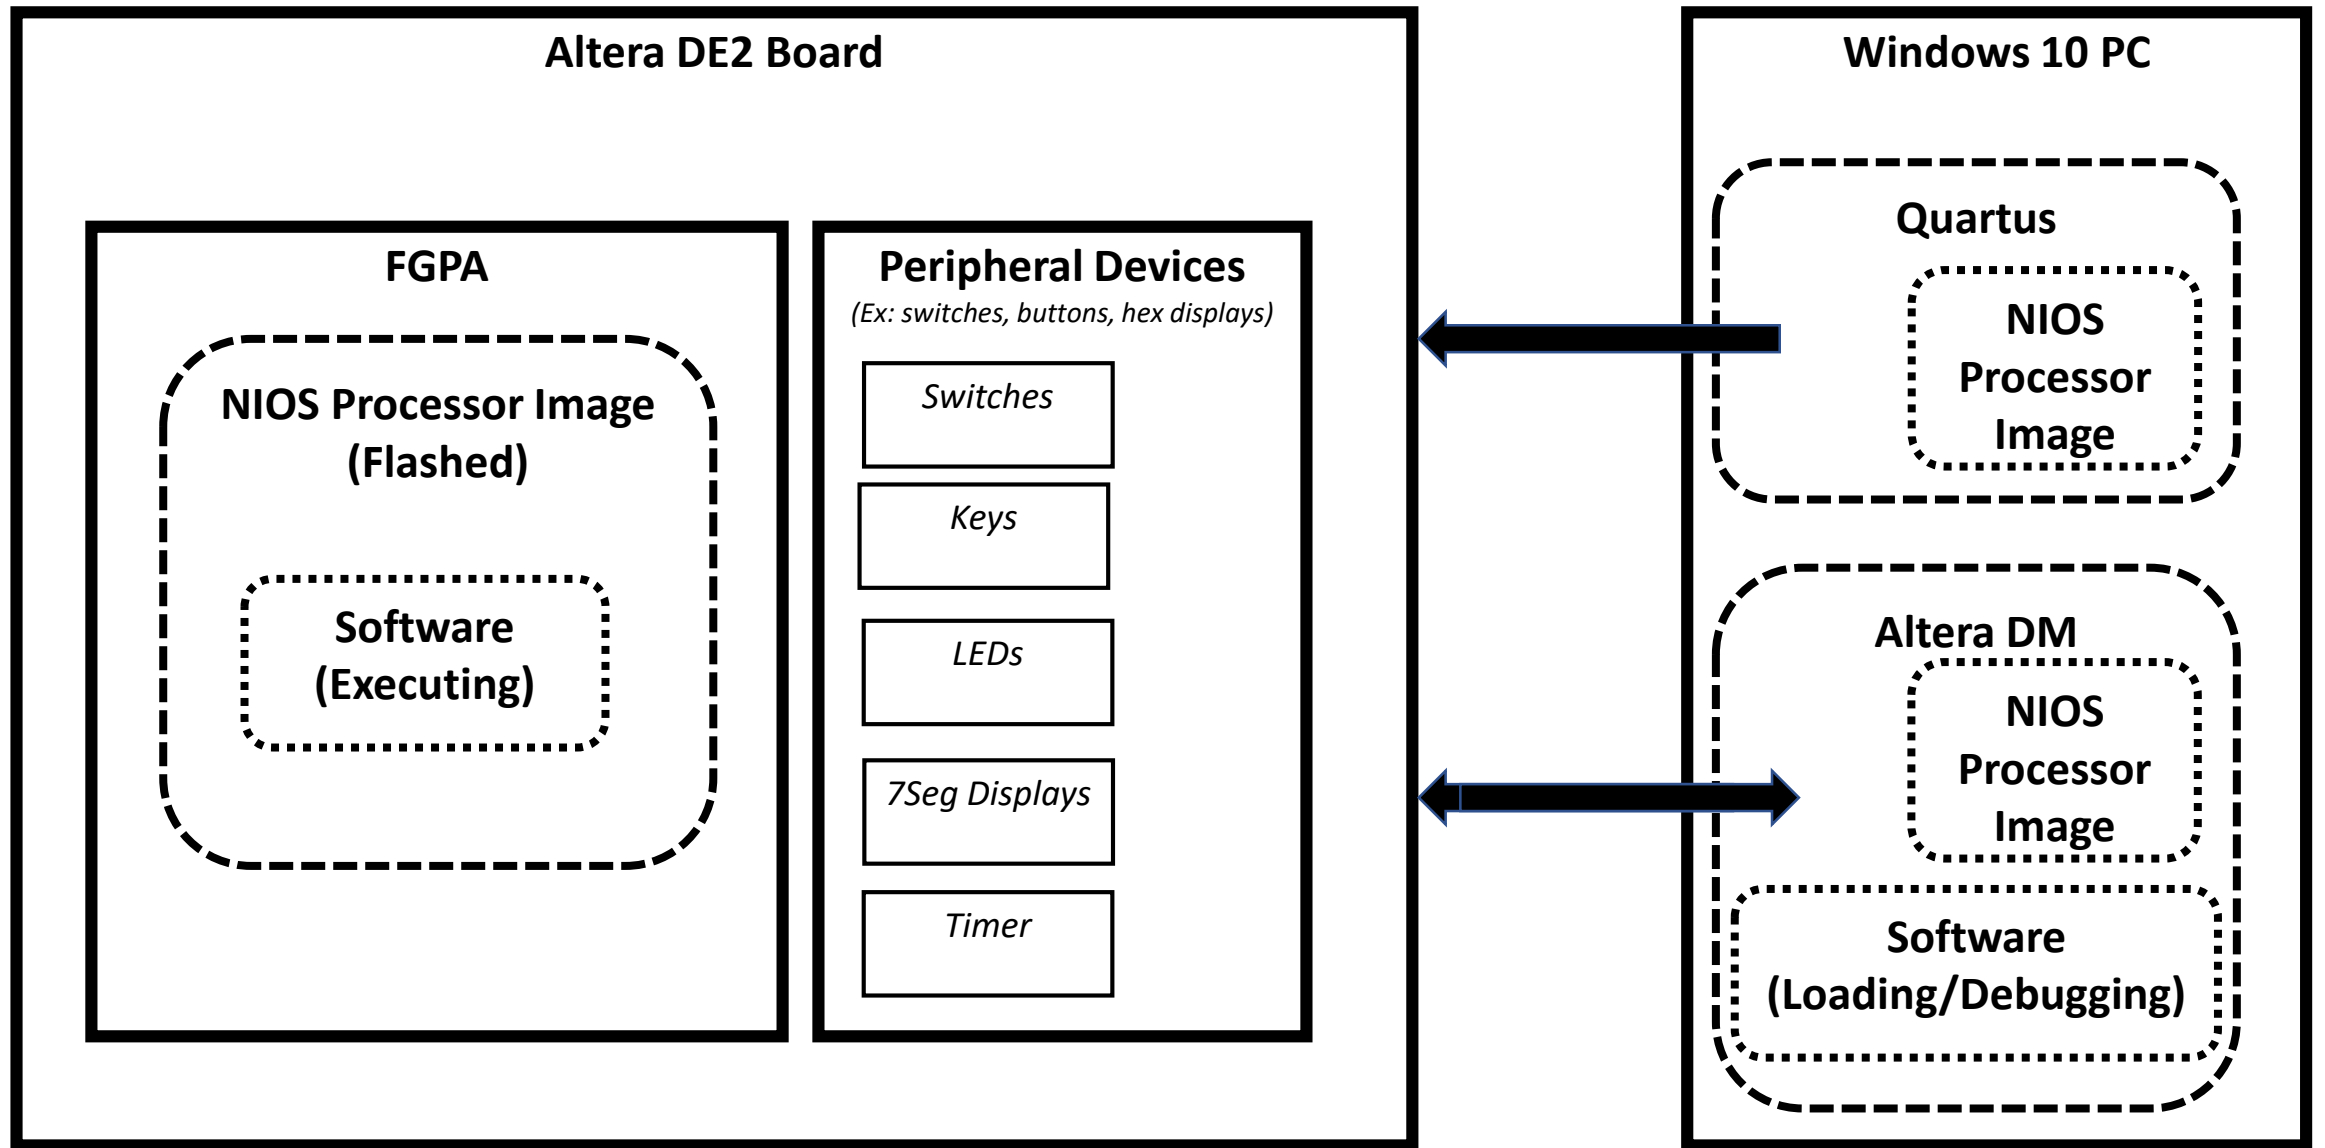 Altera DE2 Board
FGPA
NIOS Processor Image
(Flashed)
Software
(Executing)
Peripheral Devices
(Ex: switches, buttons, hex displays)
Switches
Keys
LEDs
7Seg Displays
Timer
Windows 10 PC
Quartus
NIOS
Processor
Image
Altera DM
NIOS
Processor
Image
Software
(Loading/Debugging)